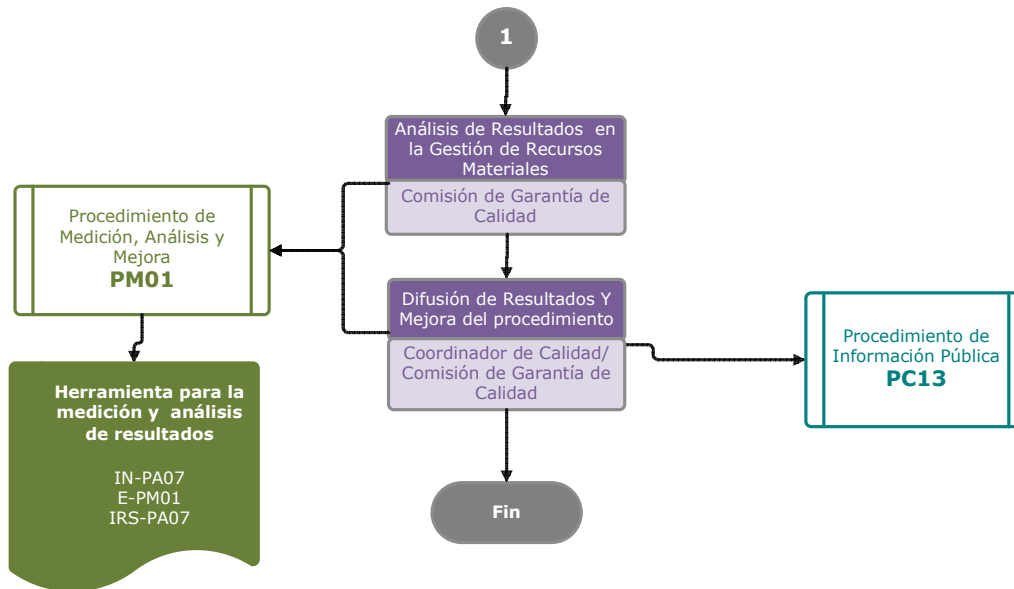 1
Análisis de Resultados en
la Gestión de Recursos
Materiales
Comisión de Garantía de
Calidad
Procedimiento de
Medición, Análisis y
Mejora
PM01
Difusión de Resultados Y
Mejora del procedimiento
Coordinador de Calidad/
Comisión de Garantía de
Calidad
Procedimiento de
Información Pública
PC13
Herramienta para la
medición y análisis
de resultados
IN-PA07
E-PM01
IRS-PA07
Fin